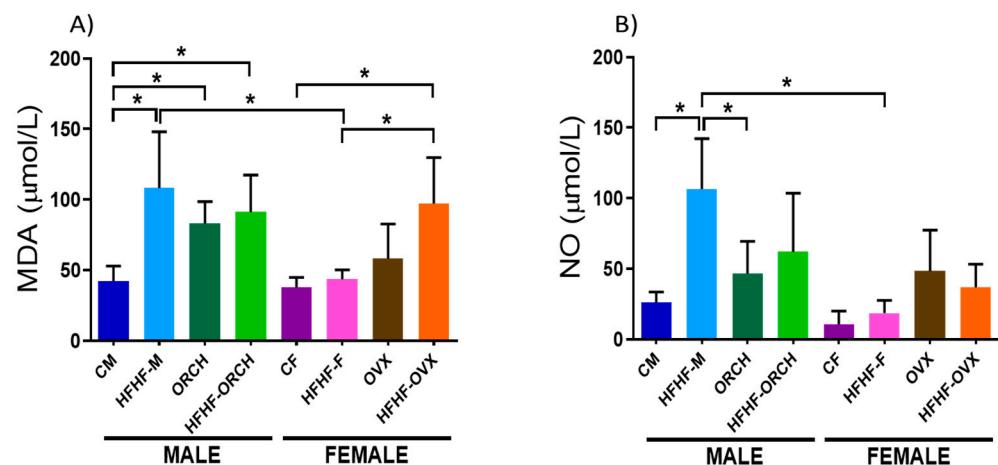 A)
MDA (μmol/L)
200
150
100
50
0
*
*
*
*
*
*
CM
HFHF-M
ORCH
HFHF-ORCH
CF
HFHF-F
OVX
HFHF-OVX
MALE
FEMALE
B)
NO (μmol/L)
200
150
100
50
0
*
*
*
CM
HFHF-M
ORCH
HFHF-ORCH
CF
HFHF-F
OVX
HFHF-OVX
MALE
FEMALE